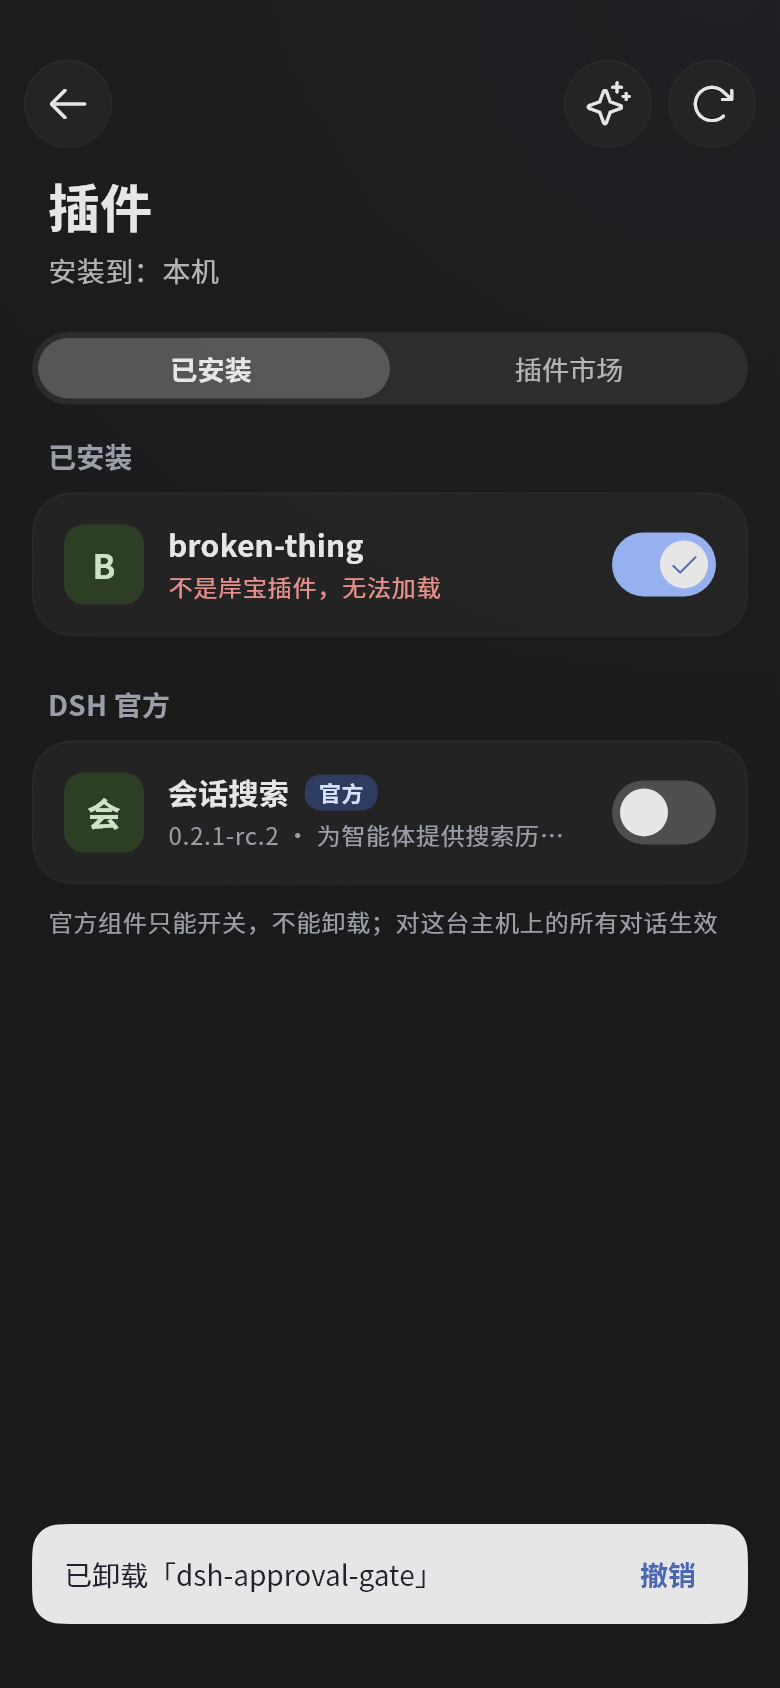 插件
安装到：本机
已安装
插件市场
已安装
B
broken-thing
不是岸宝插件，无法加载
DSH 官方
会
会话搜索 官方
0.2.1-rc.2 · 为智能体提供搜索历…
官方组件只能开关，不能卸载；对这台主机上的所有对话生效
已卸载「dsh-approval-gate」 撤销